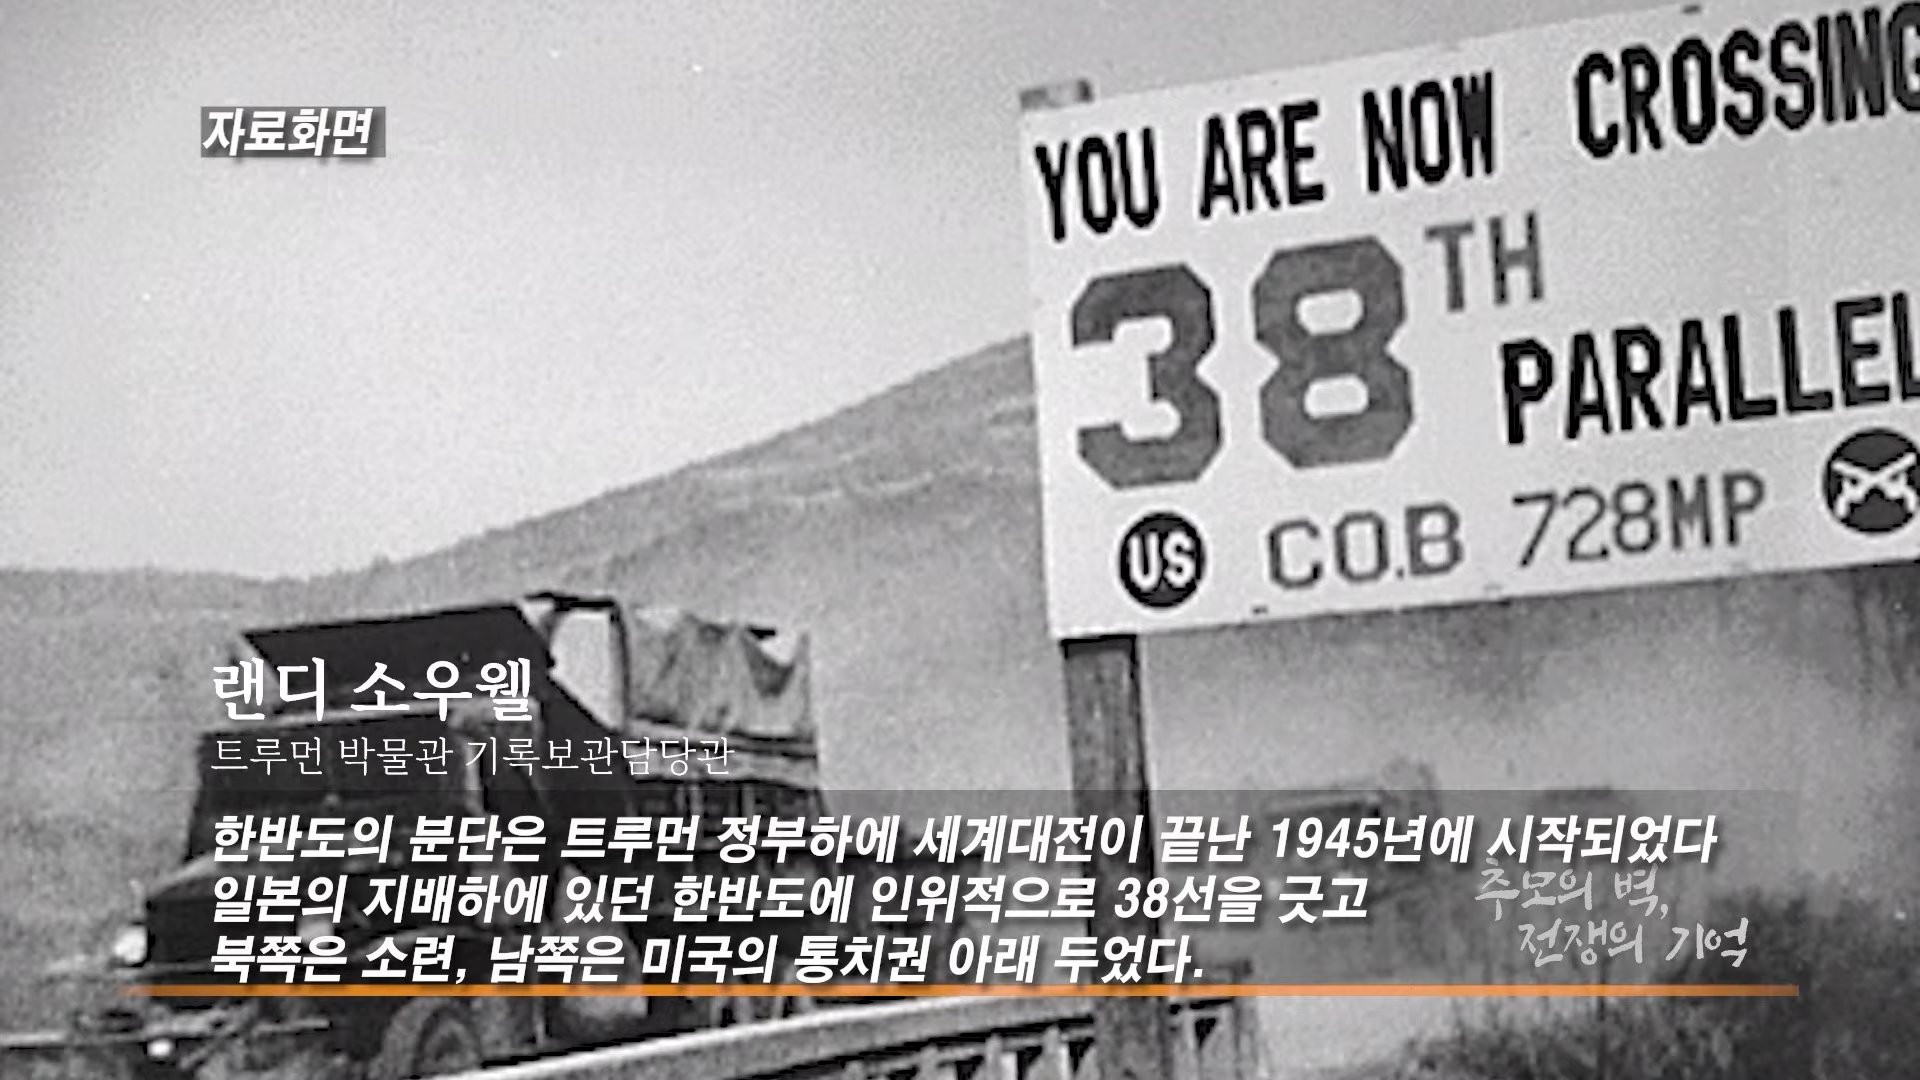 자료화면
YOU ARE NOW CROSSING
38TH
PARALLEL
US CO.B 728MP
랜디 소우웰
트루먼 박물관 기록보관담당관
한반도의 분단은 트루먼 정부하에 세계대전이 끝난 1945년에 시작되었다
일본의 지배하에 있던 한반도에 인위적으로 38선을 긋고
북쪽은 소련, 남쪽은 미국의 통치권 아래 두었다.
추모의 벽,
전쟁의 기억